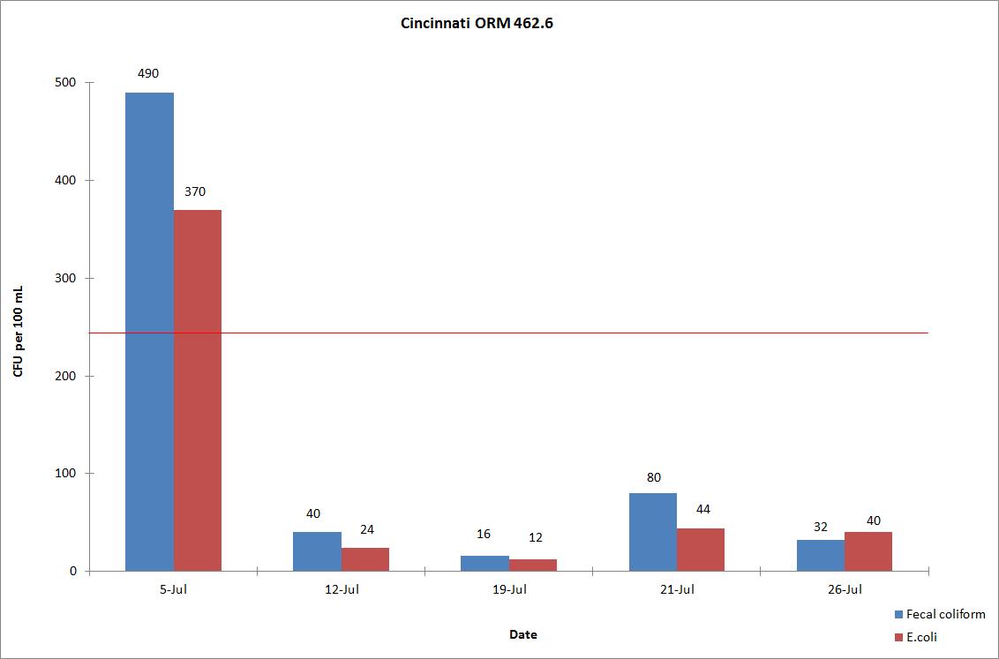 Cincinnati ORM 462.6
CFU per 100 mL
500
400
300
200
100
0
490
370
40
24
16
12
80
44
32
40
5-Jul
12-Jul
19-Jul
21-Jul
26-Jul
Date
Fecal coliform
E.coli